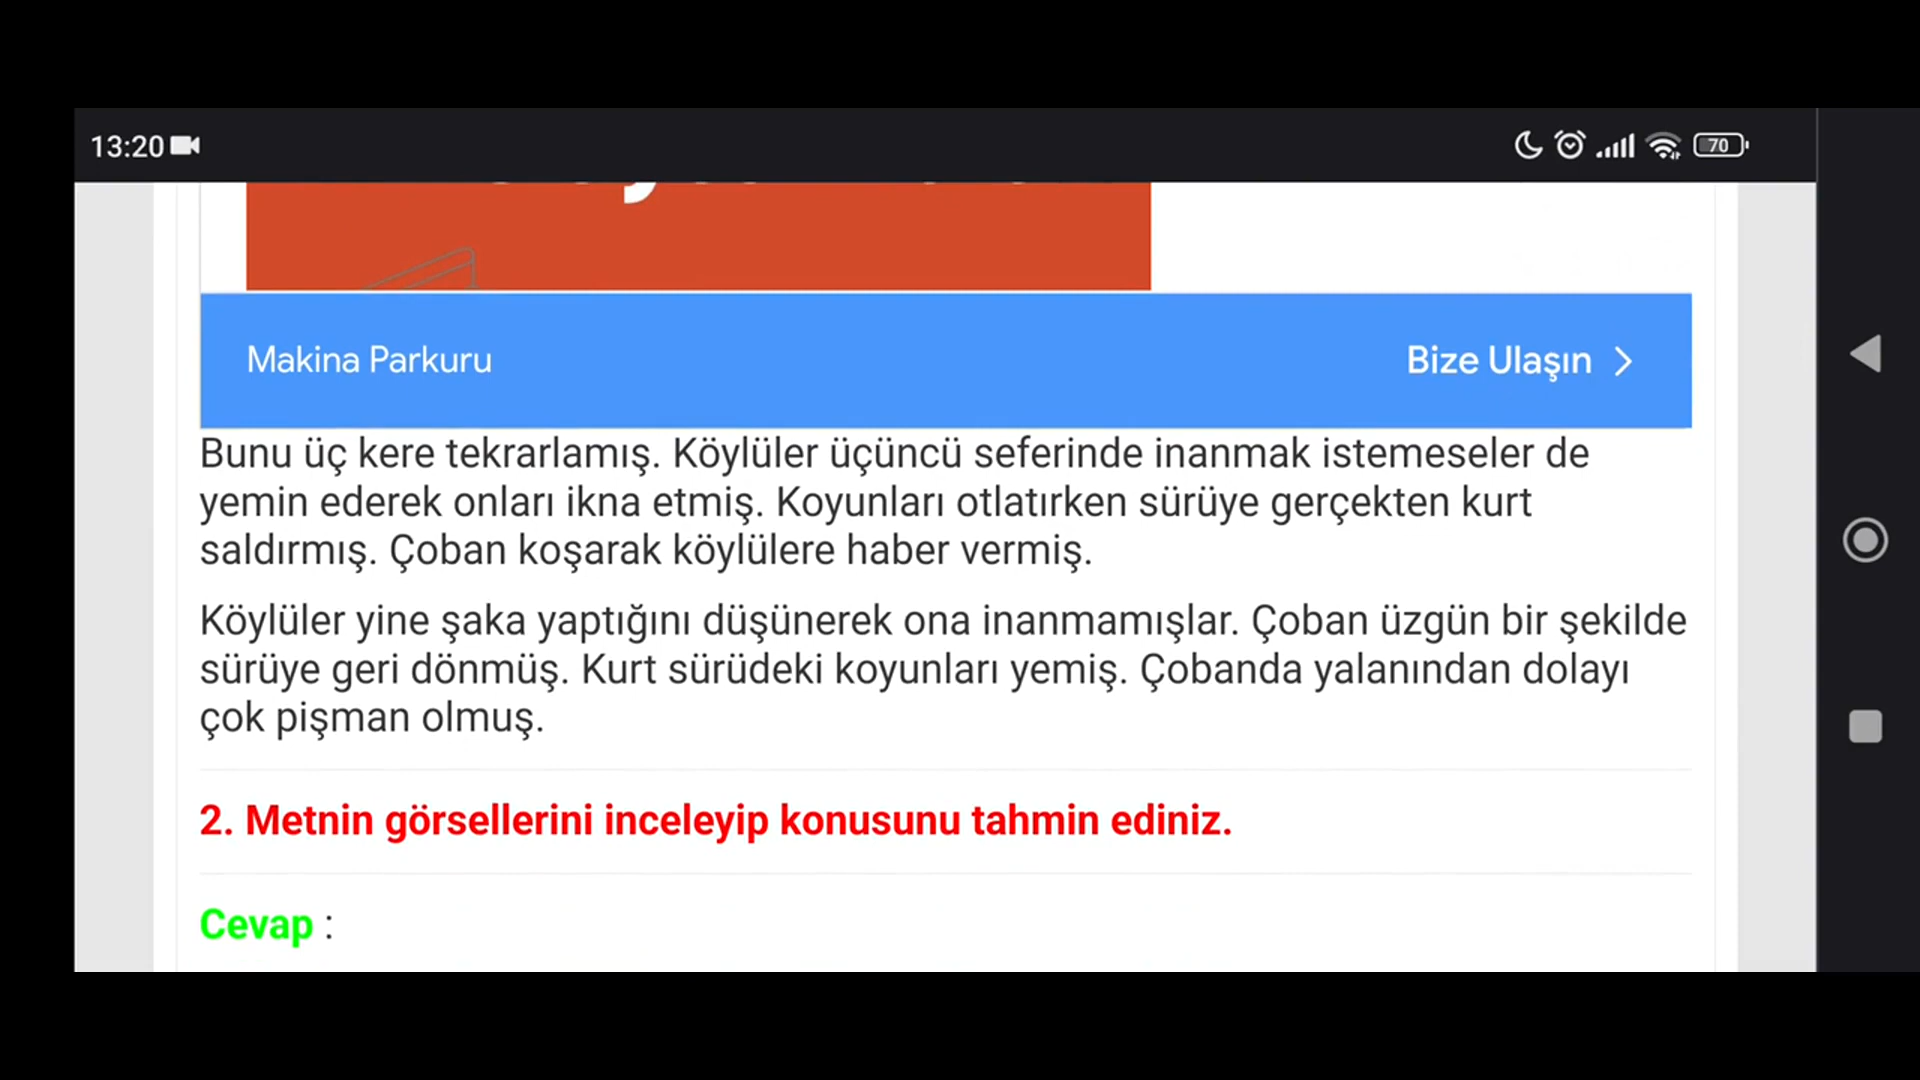 13:20
70
Makina Parkuru
Bize Ulaşın
Bunu üç kere tekrarlamış. Köylüler üçüncü seferinde inanmak istemeseler de
yemin ederek onları ikna etmiş. Koyunları otlatırken sürüye gerçekten kurt
saldırmış. Çoban koşarak köylülere haber vermiş.
Köylüler yine şaka yaptığını düşünerek ona inanmamışlar. Çoban üzgün bir şekilde
sürüye geri dönmüş. Kurt sürüdeki koyunları yemiş. Çobanda yalanından dolayı
çok pişman olmuş.
2. Metnin görsellerini inceleyip konusunu tahmin ediniz.
Cevap :